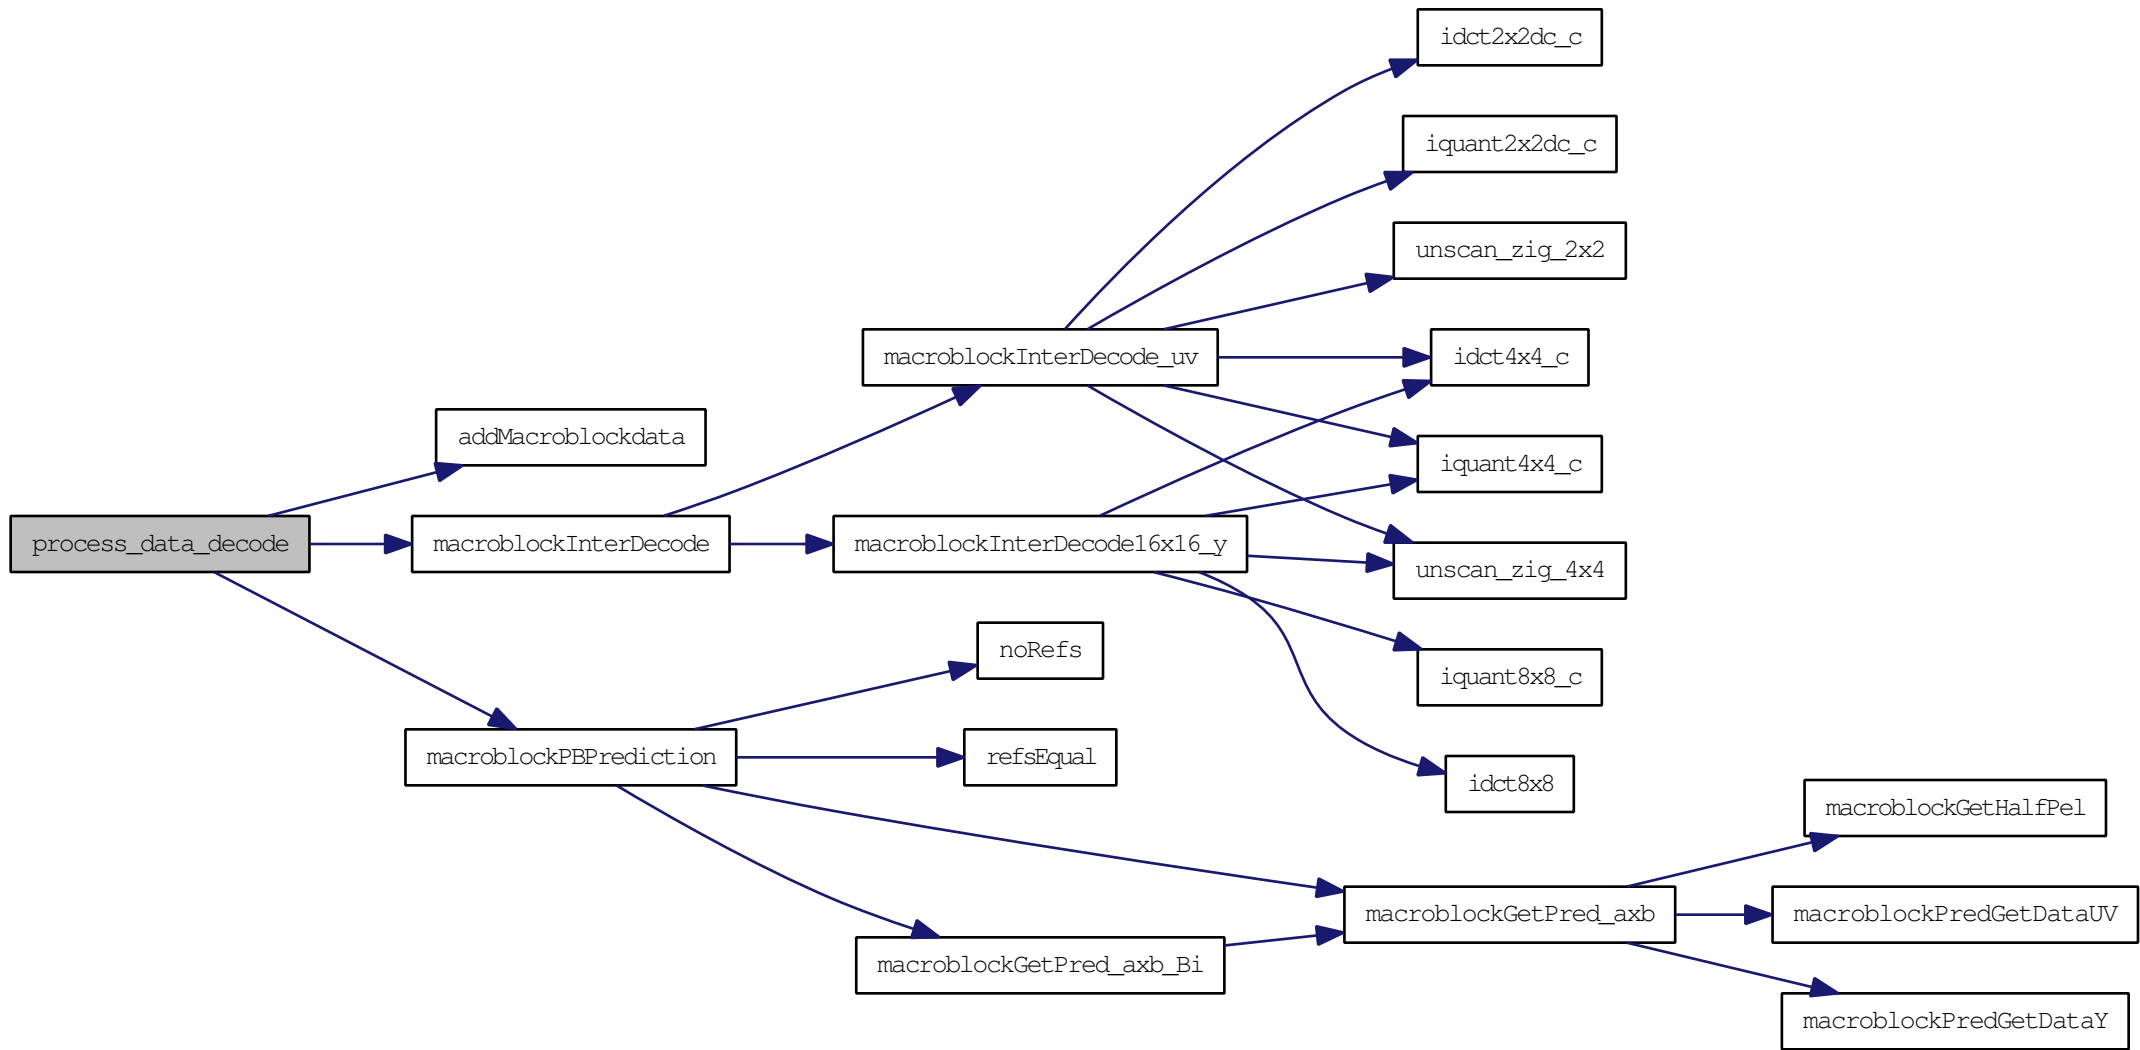 idct2x2dc_c
iquant2x2dc_c
unscan_zig_2x2
macroblockInterDecode_uv
idct4x4_c
addMacroblockdata
iquant4x4_c
process_data_decode
macroblockInterDecode
macroblockInterDecode16x16_y
unscan_zig_4x4
noRefs
iquant8x8_c
macroblockPBPrediction
refsEqual
idct8x8
macroblockGetHalfPel
macroblockGetPred_axb
macroblockPredGetDataUV
macroblockGetPred_axb_Bi
macroblockPredGetDataY